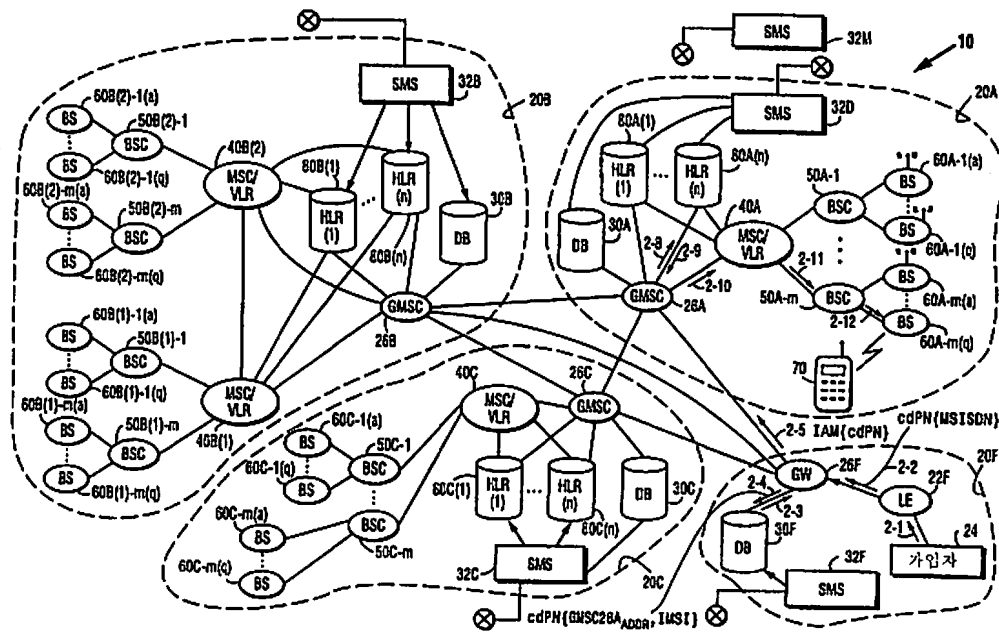 SMS
32B
20B
60B(2)-1(a)
BS
50B(2)-1
BSC
BS
60B(2)-1(q)
60B(2)-m(a)
BS
50B(2)-m
BSC
BS
60B(2)-m(q)
40B(2)
MSC/
VLR
80B(1)
HLR
(1)
...
HLR
(n)
80B(n)
30B
DB
GMSC
26B
60B(1)-1(a)
BS
50B(1)-1
BSC
BS
60B(1)-1(q)
60B(1)-m(a)
BS
50B(1)-m
BSC
BS
60B(1)-m(q)
MSC/
VLR
40B(1)
SMS
32M
10
20A
SMS
32D
80A(1)
HLR
(1)
...
HLR
(n)
80A(n)
30A
DB
40A
MSC/
VLR
2-8
2-9
2-10
GMSC
26A
50A-1
BSC
BS
60A-1(a)
BS
60A-1(q)
2-11
50A-m
BSC
2-12
BS
60A-m(a)
BS
60A-m(q)
70
40C
MSC/
VLR
26C
GMSC
60C-1(a)
BS
50C-1
BSC
60C-1(q)
BS
60C-m(a)
BS
BSC
50C-m
60C-m(q)
BS
60C(1)
HLR
(1)
...
HLR
(n)
80C(n)
30C
DB
SMS
32C
20C
2-5
IAM{cdPN}
cdPN{MSISDN}
20F
GW
26F
2-2
22F
LE
2-4
2-3
30F
DB
2-1
24
가입자
32F
SMS
cdPN{GMSC26A ADDR, IMSI}